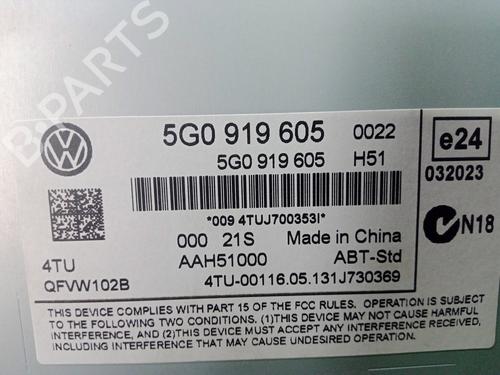 B-PARTS
5G0 919 605 0022
5G0 919 605 H51
e24
032023
*009 4TUJ700353I*
000 21S Made in China
N18
4TU AAH51000 ABT-Std
QFVW102B 4TU-00116.05.131J730369
THIS DEVICE COMPLIES WITH PART 15 OF THE FCC RULES. OPERATION IS SUBJECT TO THE
FOLLOWING TWO CONDITIONS. (1)THIS DEVICE MAY NOT CAUSE HARMFUL
INTERFERENCE, AND (2)THIS DEVICE MUST ACCEPT ANY INTERFERENCE RECEIVED,
INCLUDING INTERFERENCE THAT MAY CAUSE UNDESIRED OPERATION.